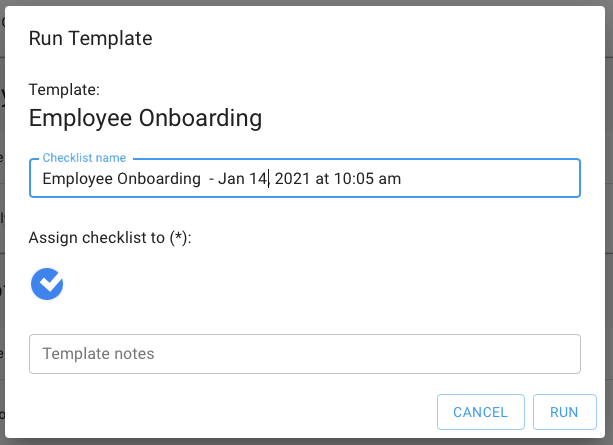 Run Template
Template:
Employee Onboarding
Checklist name
Employee Onboarding  - Jan 14, 2021 at 10:05 am
Assign checklist to (*):
Template notes
CANCEL
RUN